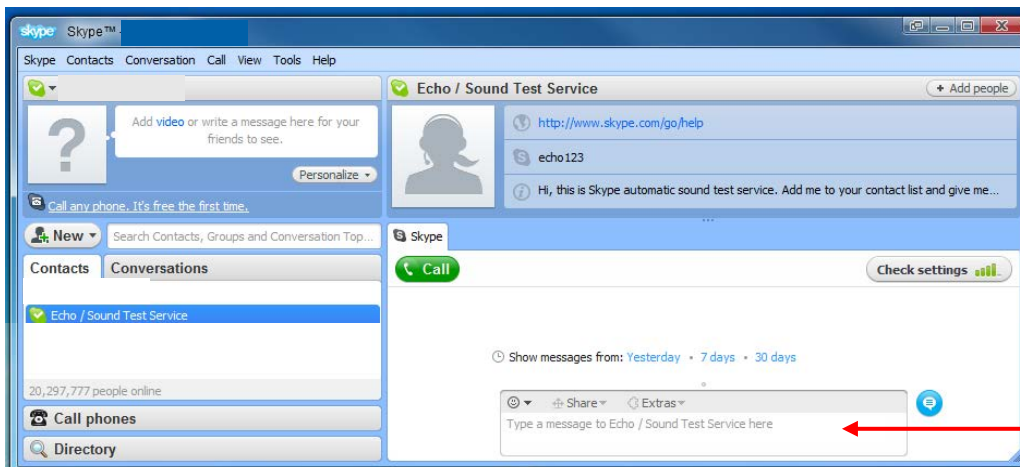 skype Skype™ -
Skype Contacts Conversation Call View Tools Help
Add video or write a message here for your
friends to see.
Personalize
Call any phone. It's free the first time.
New Search Contacts, Groups and Conversation Top...
Contacts Conversations
Echo / Sound Test Service
20,297,777 people online
Call phones
Directory
Echo / Sound Test Service + Add people
http://www.skype.com/go/help
echo123
Hi, this is Skype automatic sound test service. Add me to your contact list and give me...
Skype
Call Check settings
Show messages from: Yesterday • 7 days • 30 days
Share Extras
Type a message to Echo / Sound Test Service here